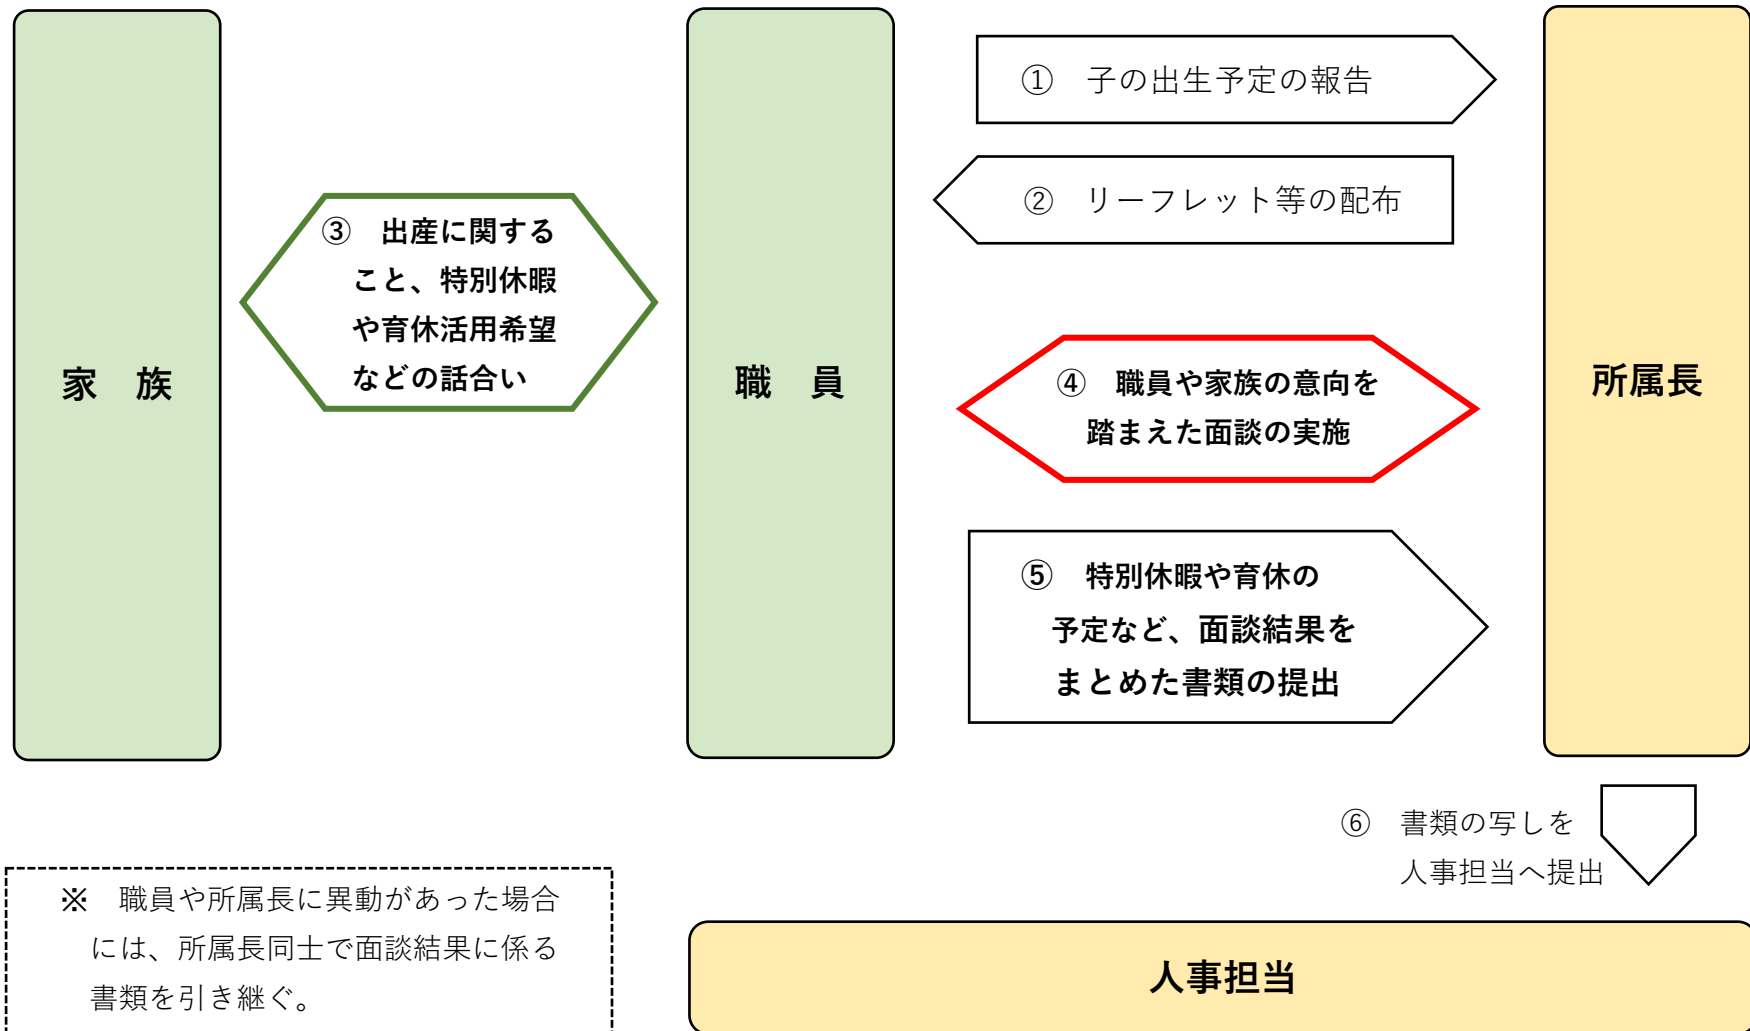 家　族
③　出産に関する
こと、特別休暇
や育休活用希望
などの話合い
職　員
①　子の出生予定の報告
②　リーフレット等の配布
④　職員や家族の意向を
踏まえた面談の実施
⑤　特別休暇や育休の
予定など、面談結果を
まとめた書類の提出
所属長
⑥　書類の写しを
人事担当へ提出
※　職員や所属長に異動があった場合
には、所属長同士で面談結果に係る
書類を引き継ぐ。
人事担当